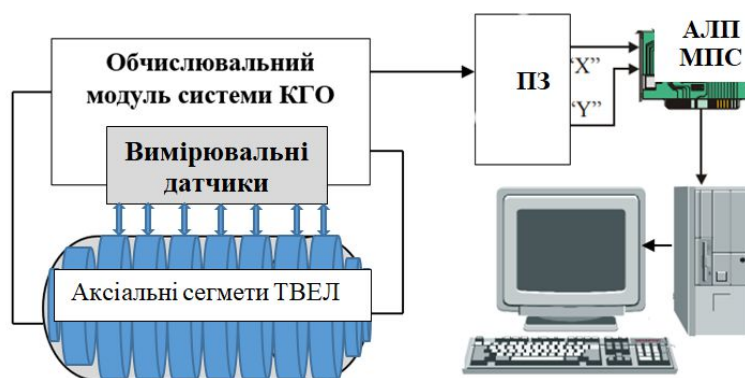 Обчислювальний
модуль системи КГО
Вимірювальні
датчики
Аксіальні сегмети ТВЕЛ
ПЗ
“X”
“Y”
АЛП
МПС